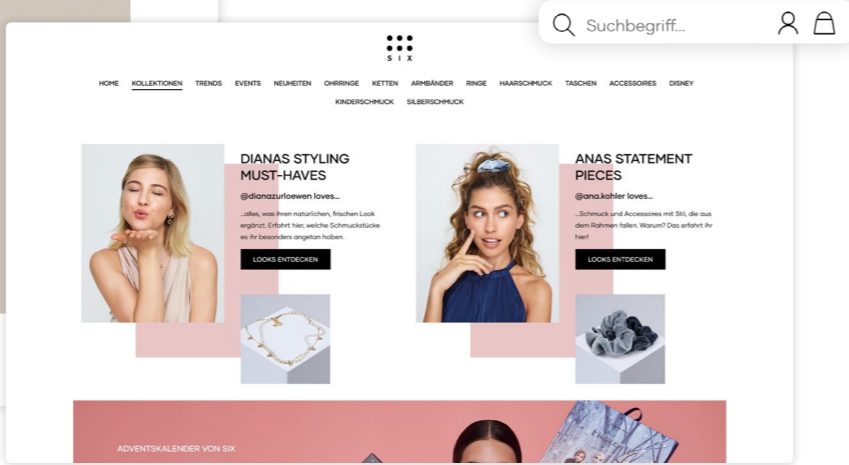 Suchbegriff...
SIX
HOME KOLLEKTIONEN TRENDS EVENTS NEUHEITEN OHRRINGE KETTEN ARMBÄNDER RINGE HAARSCHMUCK TASCHEN ACCESSOIRES DISNEY
KINDERSCHMUCK SILBERSCHMUCK
DIANAS STYLING
MUST-HAVES
@dianazurloewen loves...
...alles, was ihren natürlichen, frischen Look
ergänzt. Erfahrt hier, welche Schmuckstücke
es ihr besonders angetan haben.
LOOKS ENTDECKEN
ANAS STATEMENT
PIECES
@ana.kohler loves...
...Schmuck und Accessoires mit Stil, die aus
dem Rahmen fallen. Warum? Das erfahrt ihr
hier!
LOOKS ENTDECKEN
ADVENTSKALENDER VON SIX